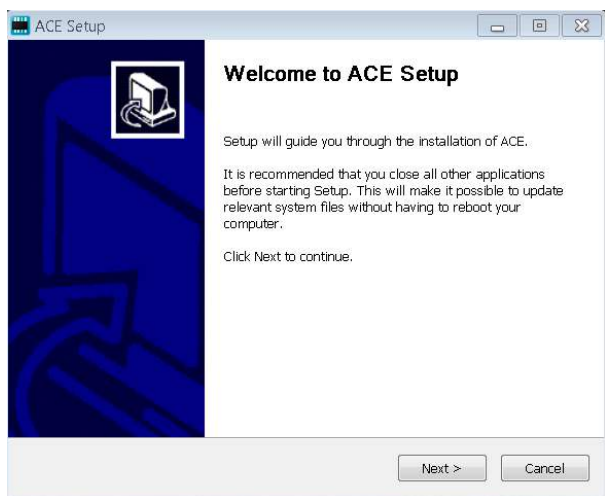 ACE Setup
Welcome to ACE Setup
Setup will guide you through the installation of ACE.
It is recommended that you close all other applications
before starting Setup. This will make it possible to update
relevant system files without having to reboot your
computer.
Click Next to continue.
Next >
Cancel